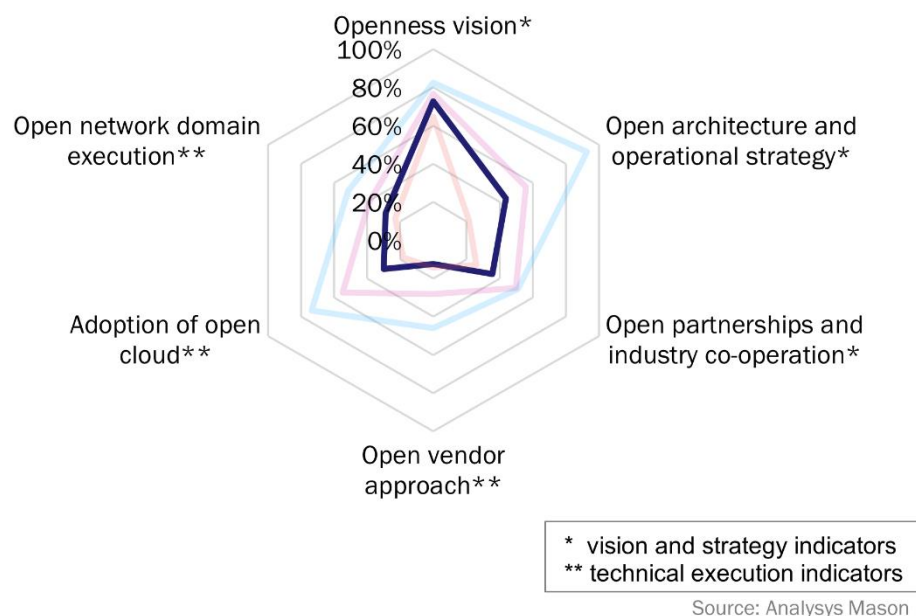 Openness vision*
100%
80%
60%
40%
20%
0%
Open network domain
execution**
Open architecture and
operational strategy*
Adoption of open
cloud**
Open partnerships and
industry co-operation*
Open vendor
approach**
* vision and strategy indicators
** technical execution indicators
Source: Analysys Mason